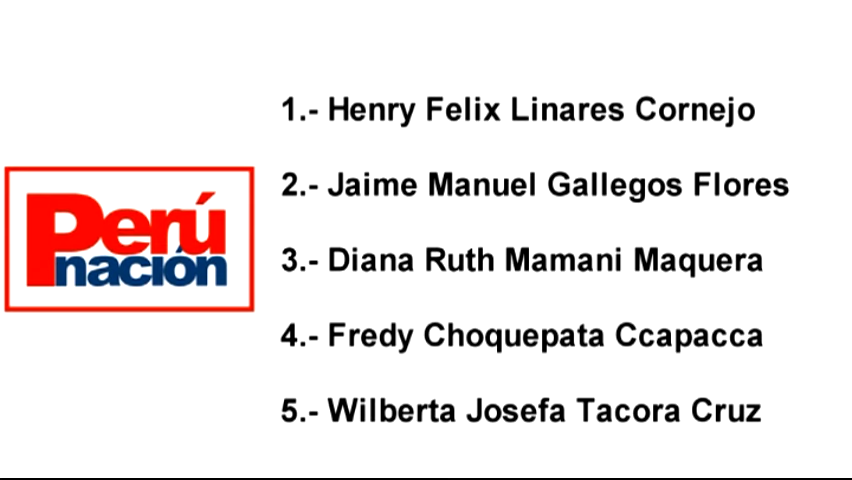 1.- Henry Felix Linares Cornejo
2.- Jaime Manuel Gallegos Flores
Perú
nación
3.- Diana Ruth Mamani Maquera
4.- Fredy Choquepata Ccapacca
5.- Wilberta Josefa Tacora Cruz